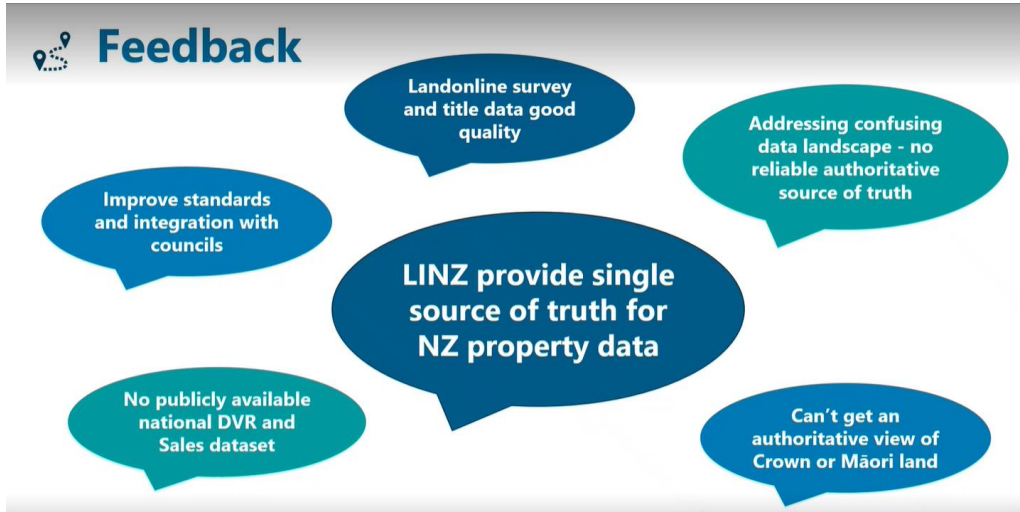 Feedback
Landonline survey
and title data good
quality
Addressing confusing
data landscape - no
reliable authoritative
source of truth
Improve standards
and integration with
councils
LINZ provide single
source of truth for
NZ property data
No publicly available
national DVR and
Sales dataset
Can’t get an
authoritative view of
Crown or Māori land